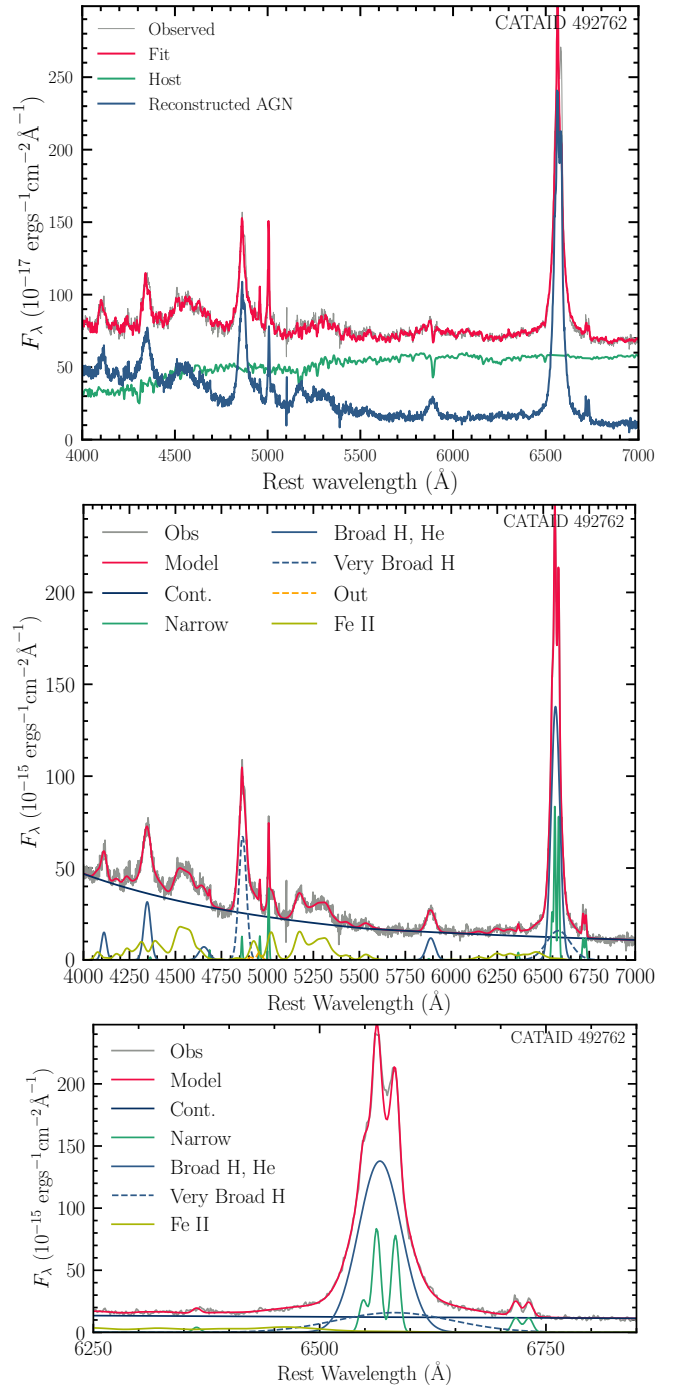 CATAID 492762
Observed
Fit
Host
Reconstructed AGN
F_λ (10⁻¹⁷ ergs⁻¹cm⁻²Å⁻¹)
250
200
150
100
50
0
4000 4500 5000 5500 6000 6500 7000
Rest wavelength (Å)
CATAID 492762
Obs
Model
Cont.
Narrow
Broad H, He
Very Broad H
Out
Fe II
F_λ (10⁻¹⁵ ergs⁻¹cm⁻²Å⁻¹)
200
150
100
50
0
4000 4250 4500 4750 5000 5250 5500 5750 6000 6250 6500 6750 7000
Rest Wavelength (Å)
CATAID 492762
Obs
Model
Cont.
Narrow
Broad H, He
Very Broad H
Fe II
F_λ (10⁻¹⁵ ergs⁻¹cm⁻²Å⁻¹)
200
150
100
50
0
6250 6500 6750
Rest Wavelength (Å)